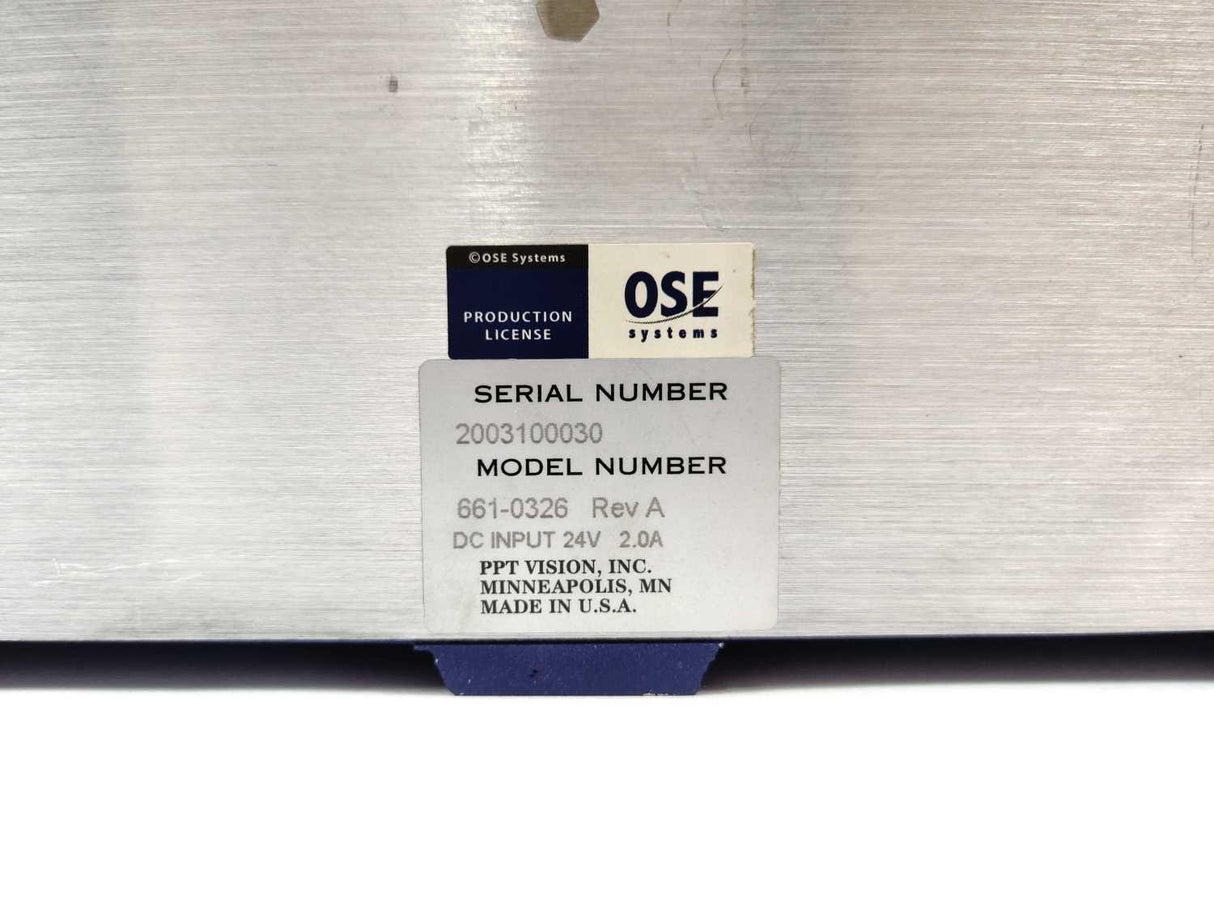 ©OSE Systems
PRODUCTION
LICENSE
OSE
systems
SERIAL NUMBER
2003100030
MODEL NUMBER
661-0326 Rev A
DC INPUT 24V 2.0A
PPT VISION, INC.
MINNEAPOLIS, MN
MADE IN U.S.A.